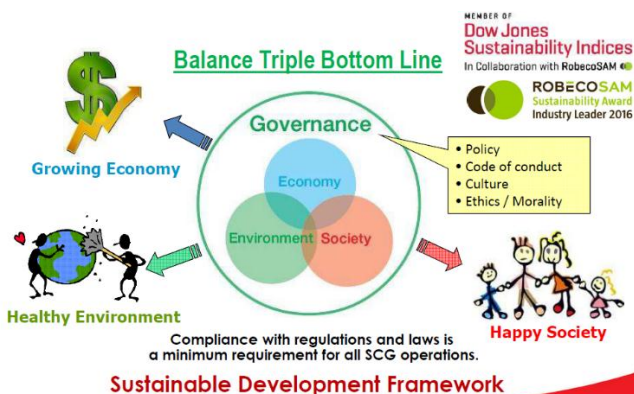 MEMBER OF
Dow Jones
Sustainability Indices
In Collaboration with RobecoSAM
ROBECOSAM
Sustainability Award
Industry Leader 2016
Balance Triple Bottom Line
Governance
• Policy
• Code of conduct
• Culture
• Ethics / Morality
Growing Economy
Economy
Environment
Society
Healthy Environment
Happy Society
Compliance with regulations and laws is
a minimum requirement for all SCG operations.
Sustainable Development Framework